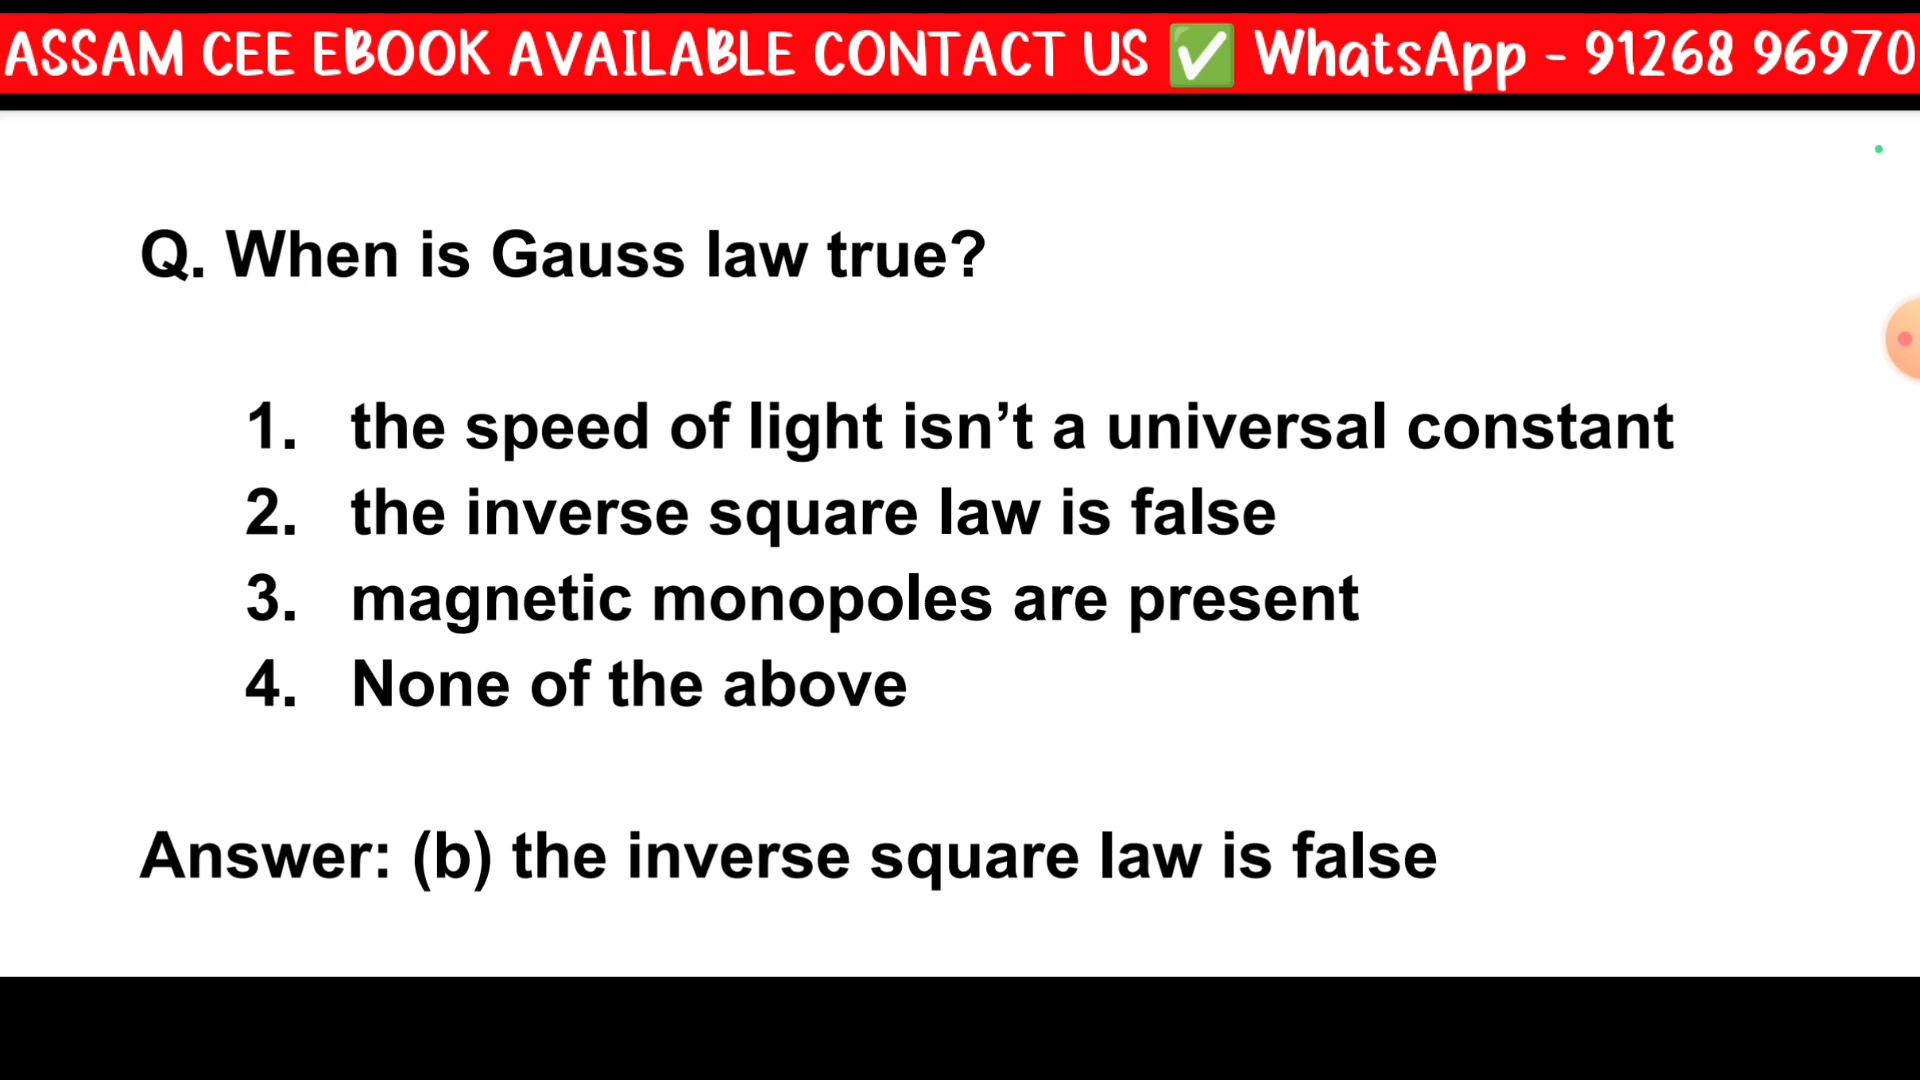 ASSAM CEE EBOOK AVAILABLE CONTACT US ✅ WhatsApp - 91268 96970
Q. When is Gauss law true?
1. the speed of light isn’t a universal constant
2. the inverse square law is false
3. magnetic monopoles are present
4. None of the above
Answer: (b) the inverse square law is false